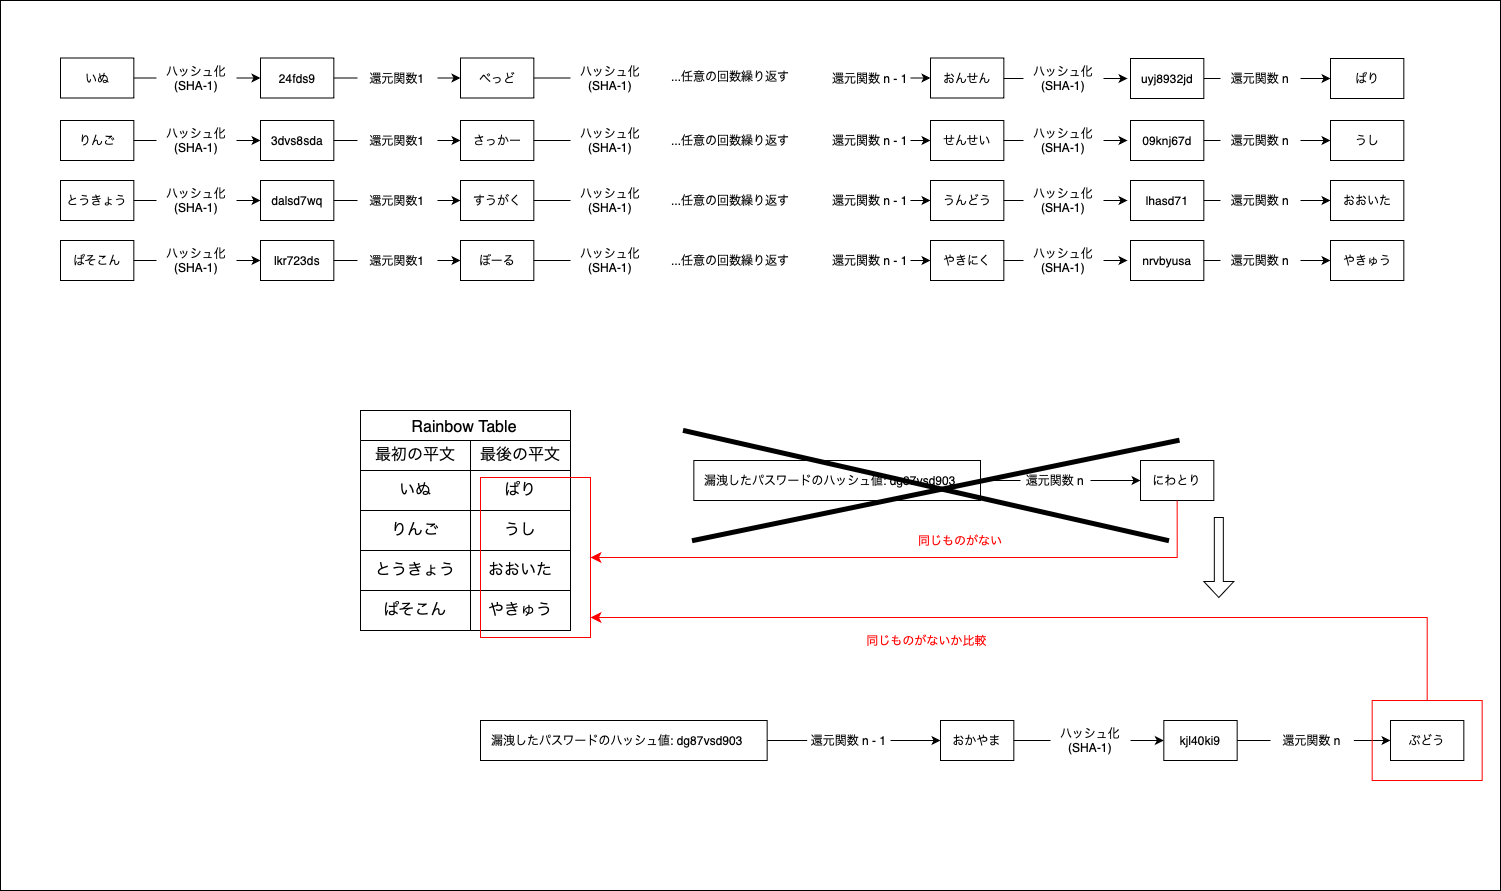 いぬ ハッシュ化 24fds9 還元関数1 べっど ハッシュ化 ...任意の回数繰り返す 還元関数 n - 1 おんせん ハッシュ化 uyj8932jd 還元関数 n ぱり
(SHA-1) (SHA-1) (SHA-1)
りんご ハッシュ化 3dvs8sda 還元関数1 さっかー ハッシュ化 ...任意の回数繰り返す 還元関数 n - 1 せんせい ハッシュ化 09knj67d 還元関数 n うし
(SHA-1) (SHA-1) (SHA-1)
とうきょう ハッシュ化 dalsd7wq 還元関数1 すうがく ハッシュ化 ...任意の回数繰り返す 還元関数 n - 1 うんどう ハッシュ化 lhasd71 還元関数 n おおいた
(SHA-1) (SHA-1) (SHA-1)
ぱそこん ハッシュ化 lkr723ds 還元関数1 ぼーる ハッシュ化 ...任意の回数繰り返す 還元関数 n - 1 やきにく ハッシュ化 nrvbyusa 還元関数 n やきゅう
(SHA-1) (SHA-1) (SHA-1)
Rainbow Table
最初の平文 最後の平文
いぬ ぱり
りんご うし
とうきょう おおいた
ぱそこん やきゅう
漏洩したパスワードのハッシュ値: dg87vsd903 還元関数 n にわとり
同じものがない
同じものがないか比較
漏洩したパスワードのハッシュ値: dg87vsd903 還元関数 n - 1 おかやま ハッシュ化 kjl40ki9 還元関数 n ぶどう
(SHA-1)